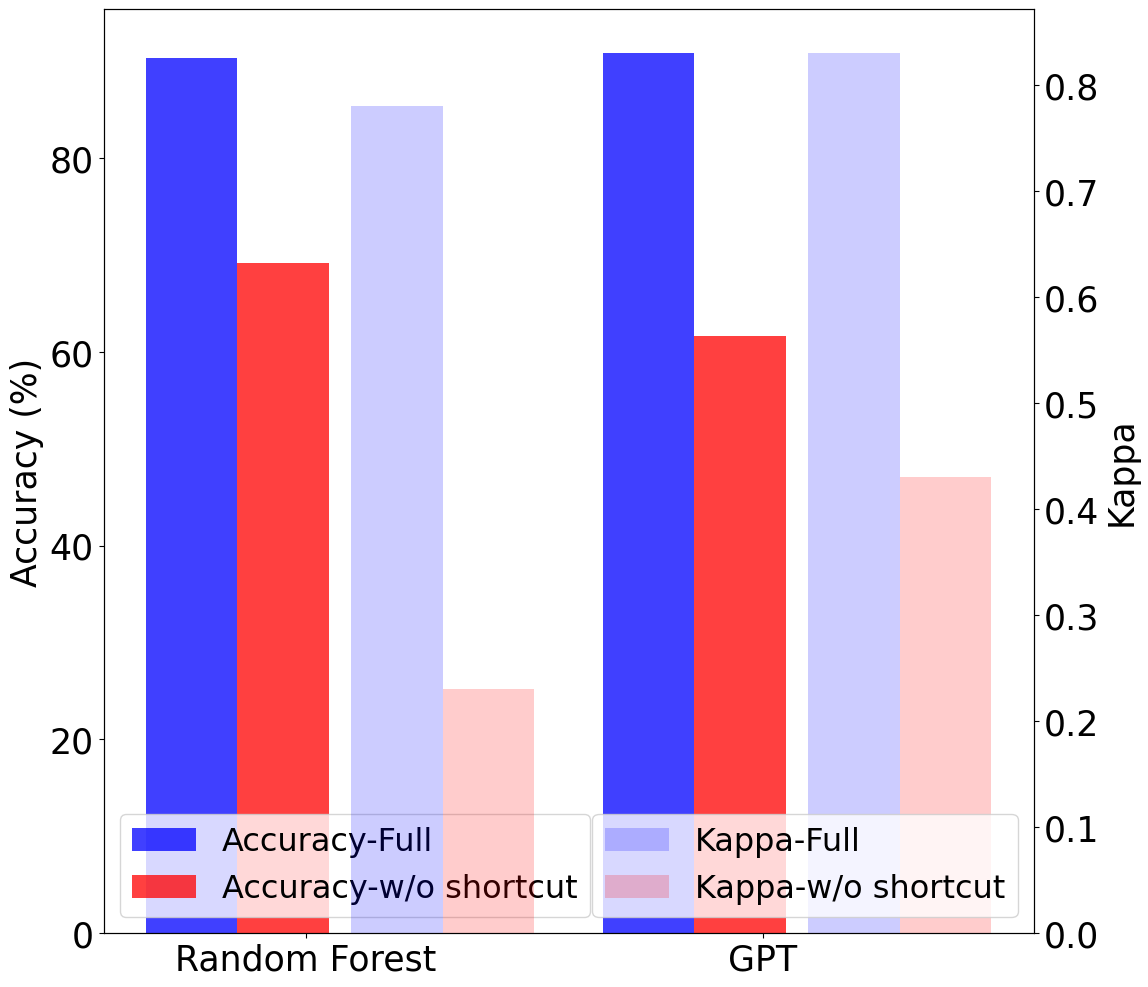 Accuracy (%)
80
60
40
20
0
0.8
0.7
0.6
0.5
0.4
0.3
0.2
0.1
0.0
Kappa
Accuracy-Full
Accuracy-w/o shortcut
Kappa-Full
Kappa-w/o shortcut
Random Forest
GPT